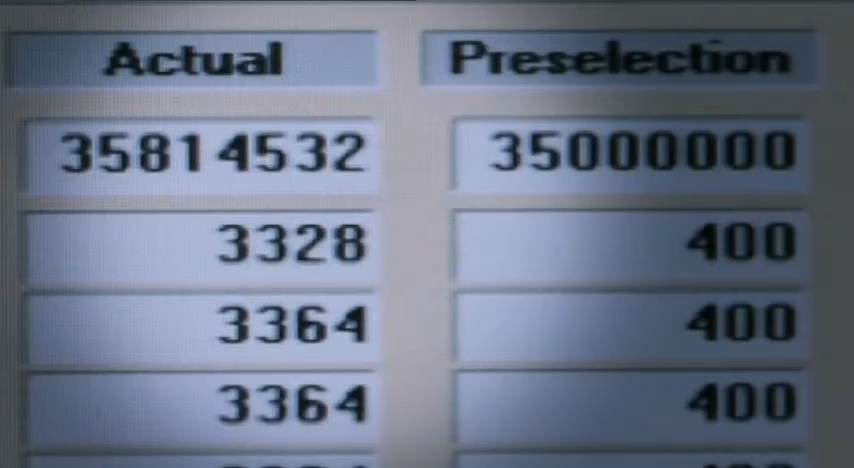 Actual Preselection
35814532 35000000
3328 400
3364 400
3364 400